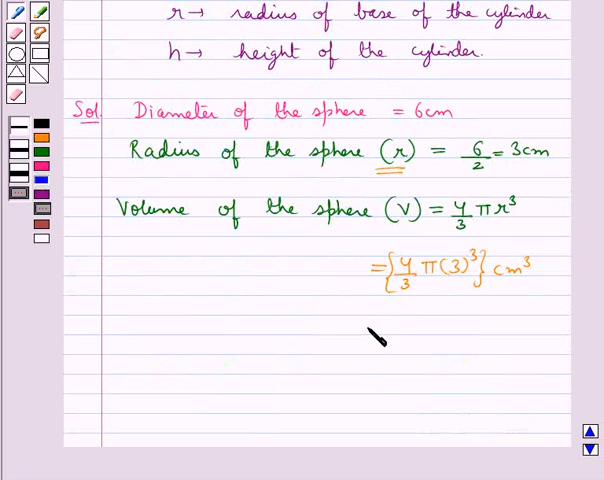 r→ radius of base of the cylinder
h→ height of the cylinder.
Sol. Diameter of the sphere = 6cm
Radius of the sphere (r) = 6/2 = 3cm
Volume of the sphere (V) = 4/3 πr³
= {4/3 π(3)³} cm³